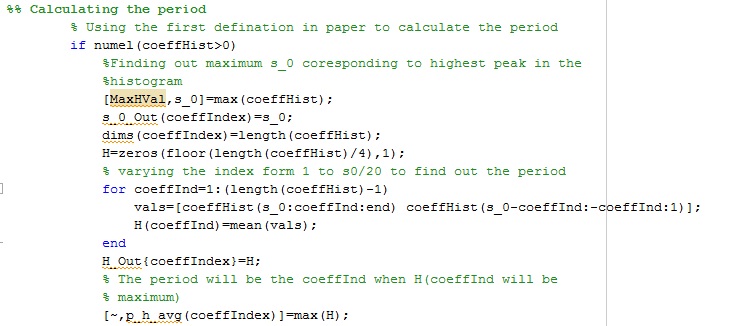 %% Calculating the period
% Using the first defination in paper to calculate the period
if numel(coeffHist>0)
%Finding out maximum s_0 coresponding to highest peak in the
%histogram
[MaxHVal,s_0]=max(coeffHist);
s_0_Out(coeffIndex)=s_0;
dims(coeffIndex)=length(coeffHist);
H=zeros(floor(length(coeffHist)/4),1);
% varying the index form 1 to s0/20 to find out the period
for coeffInd=1:(length(coeffHist)-1)
vals=[coeffHist(s_0:coeffInd:end) coeffHist(s_0-coeffInd:-coeffInd:1)];
H(coeffInd)=mean(vals);
end
H_Out{coeffIndex}=H;
% The period will be the coeffInd when H(coeffInd will be
% maximum)
[~,p_h_avg(coeffIndex)]=max(H);